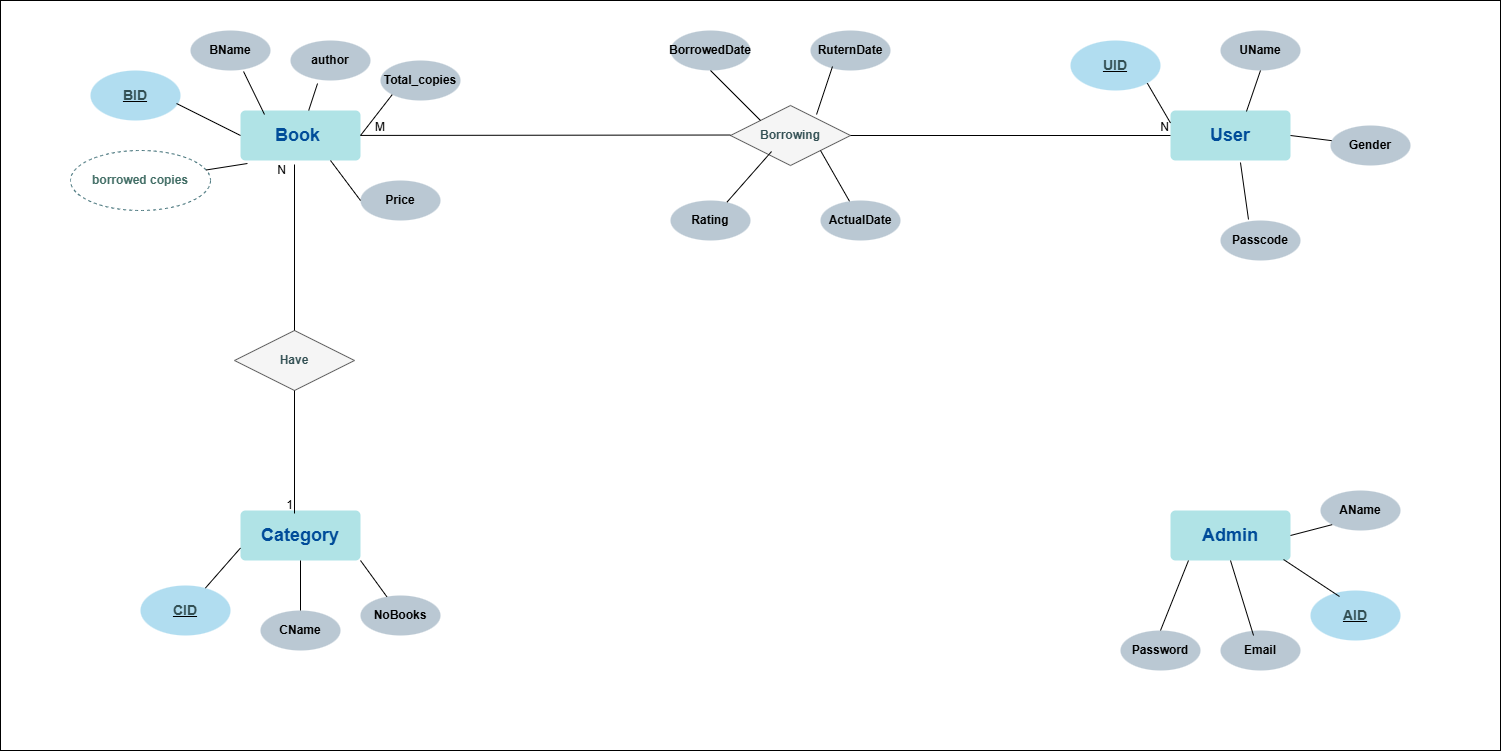 BName
author
Total_copies
BID
Book
borrowed copies
Price
M
N
BorrowedDate
RuternDate
Borrowing
Rating
ActualDate
UID
UName
N
User
Gender
Passcode
Have
1
Category
CID
CName
NoBooks
Admin
AName
AID
Password
Email